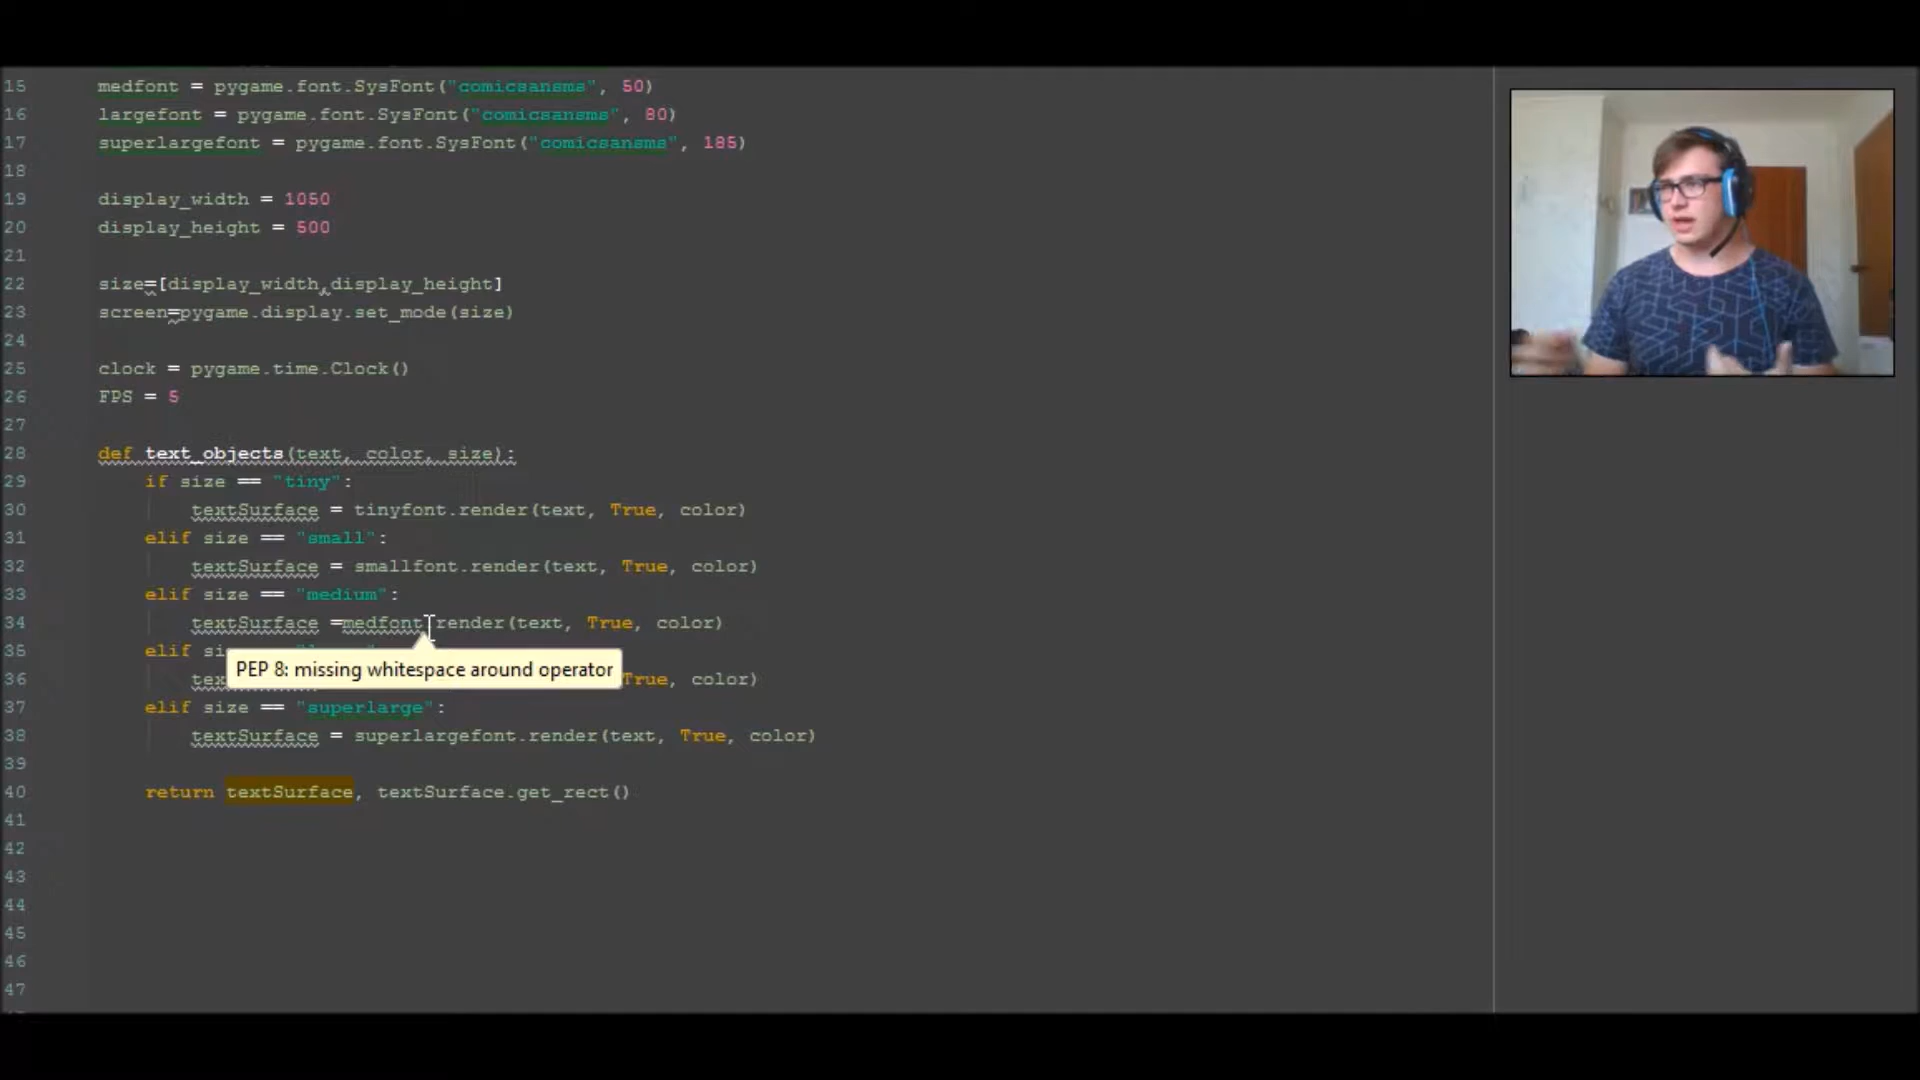 15 medfont = pygame.font.SysFont("comicsansms", 50)
16 largefont = pygame.font.SysFont("comicsansms", 80)
17 superlargefont = pygame.font.SysFont("comicsansms", 185)
18
19 display_width = 1050
20 display_height = 500
21
22 size=[display_width,display_height]
23 screen=pygame.display.set_mode(size)
24
25 clock = pygame.time.Clock()
26 FPS = 5
27
28 def text_objects(text, color, size):
29 if size == "tiny":
30 textSurface = tinyfont.render(text, True, color)
31 elif size == "small":
32 textSurface = smallfont.render(text, True, color)
33 elif size == "medium":
34 textSurface =medfont.render(text, True, color)
35 elif si
PEP 8: missing whitespace around operator
36 tex True, color)
37 elif size == "superlarge":
38 textSurface = superlargefont.render(text, True, color)
39
40 return textSurface, textSurface.get_rect()
41
42
43
44
45
46
47